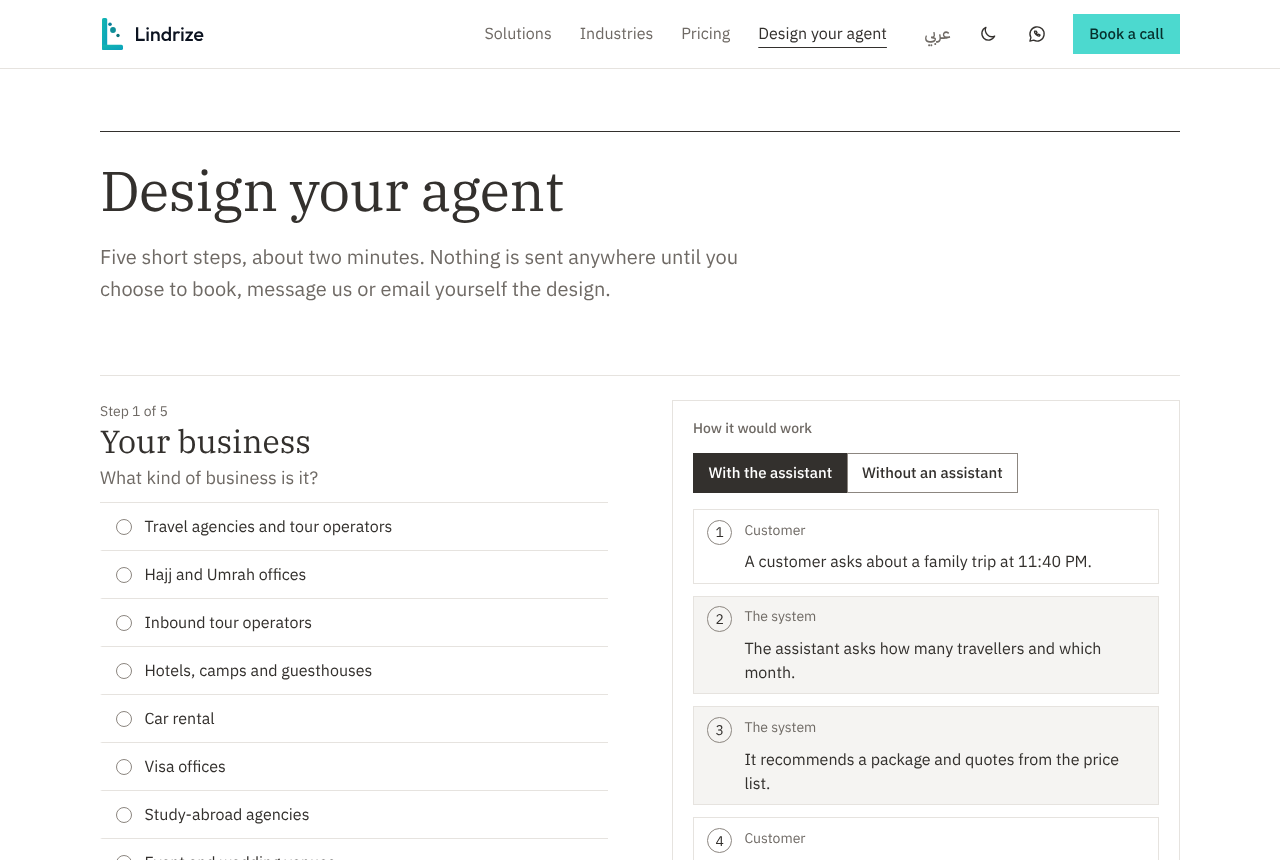 Lindrize
Solutions
Industries
Pricing
Design your agent
عربي
Book a call
Design your agent
Five short steps, about two minutes. Nothing is sent anywhere until you
choose to book, message us or email yourself the design.
Step 1 of 5
Your business
What kind of business is it?
Travel agencies and tour operators
Hajj and Umrah offices
Inbound tour operators
Hotels, camps and guesthouses
Car rental
Visa offices
Study-abroad agencies
How it would work
With the assistant
Without an assistant
1
Customer
A customer asks about a family trip at 11:40 PM.
2
The system
The assistant asks how many travellers and which
month.
3
The system
It recommends a package and quotes from the price
list.
4
Customer